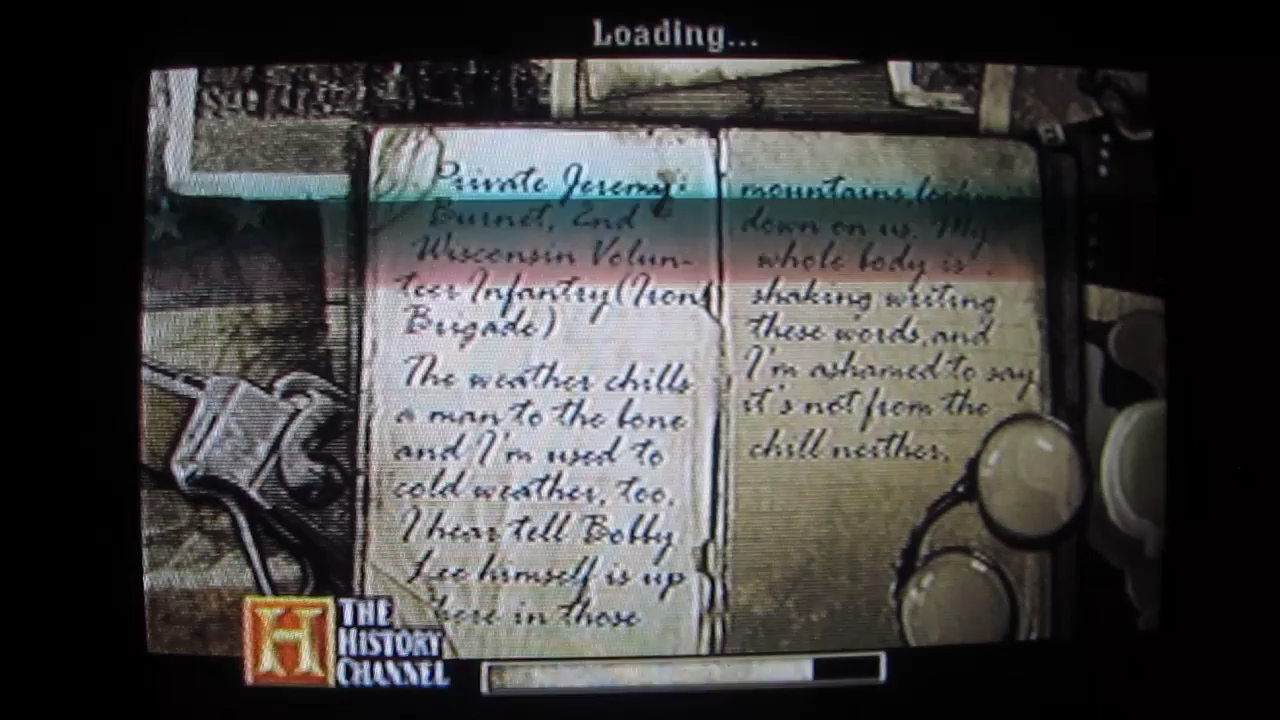 Loading...
Private Jeremy
Burnet, 2nd
Wisconsin Volun-
teer Infantry (Iron
Brigade)
The weather chills
a man to the bone
and I'm used to
cold weather, too.
I hear tell Bobby
Lee himself is up
here in those
mountains, lookin'
down on us. My
whole body is
shaking writing
these words, and
I'm ashamed to say
it's not from the
chill neither.
H
THE
HISTORY
CHANNEL